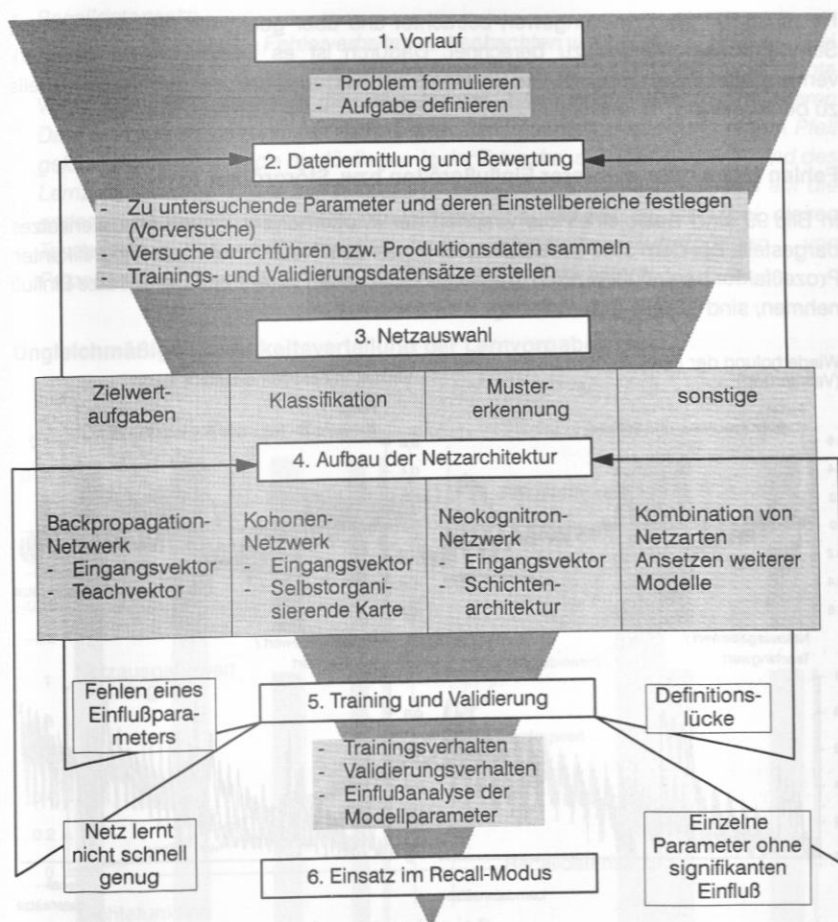 1. Vorlauf
- Problem formulieren
- Aufgabe definieren
2. Datenermittlung und Bewertung
- Zu untersuchende Parameter und deren Einstellbereiche festlegen
(Vorversuche)
- Versuche durchführen bzw. Produktionsdaten sammeln
- Trainings- und Validierungsdatensätze erstellen
3. Netzauswahl
Zielwert-
aufgaben
Klassifikation
Muster-
erkennung
sonstige
4. Aufbau der Netzarchitektur
Backpropagation-
Netzwerk
- Eingangsvektor
- Teachvektor
Kohonen-
Netzwerk
- Eingangsvektor
- Selbstorgani-
sierende Karte
Neokognitron-
Netzwerk
- Eingangsvektor
- Schichten-
architektur
Kombination von
Netzarten
Ansetzen weiterer
Modelle
Fehlen eines
Einflußpara-
meters
5. Training und Validierung
Definitions-
lücke
- Trainingsverhalten
- Validierungsverhalten
- Einflußanalyse der
Modellparameter
Netz lernt
nicht schnell
genug
Einzelne
Parameter ohne
signifikanten
Einfluß
6. Einsatz im Recall-Modus